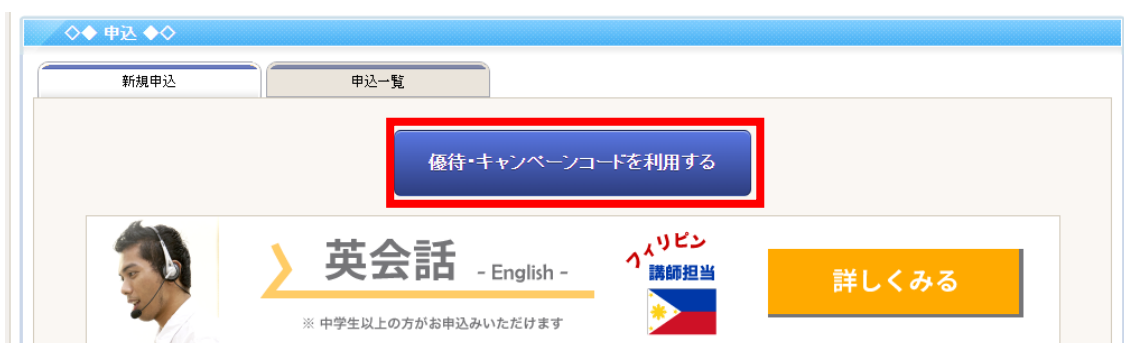 ◇◆ 申込 ◆◇
新規申込
申込一覧
優待・キャンペーンコードを利用する
英会話 - English -
フィリピン
講師担当
詳しくみる
※ 中学生以上の方がお申込みいただけます